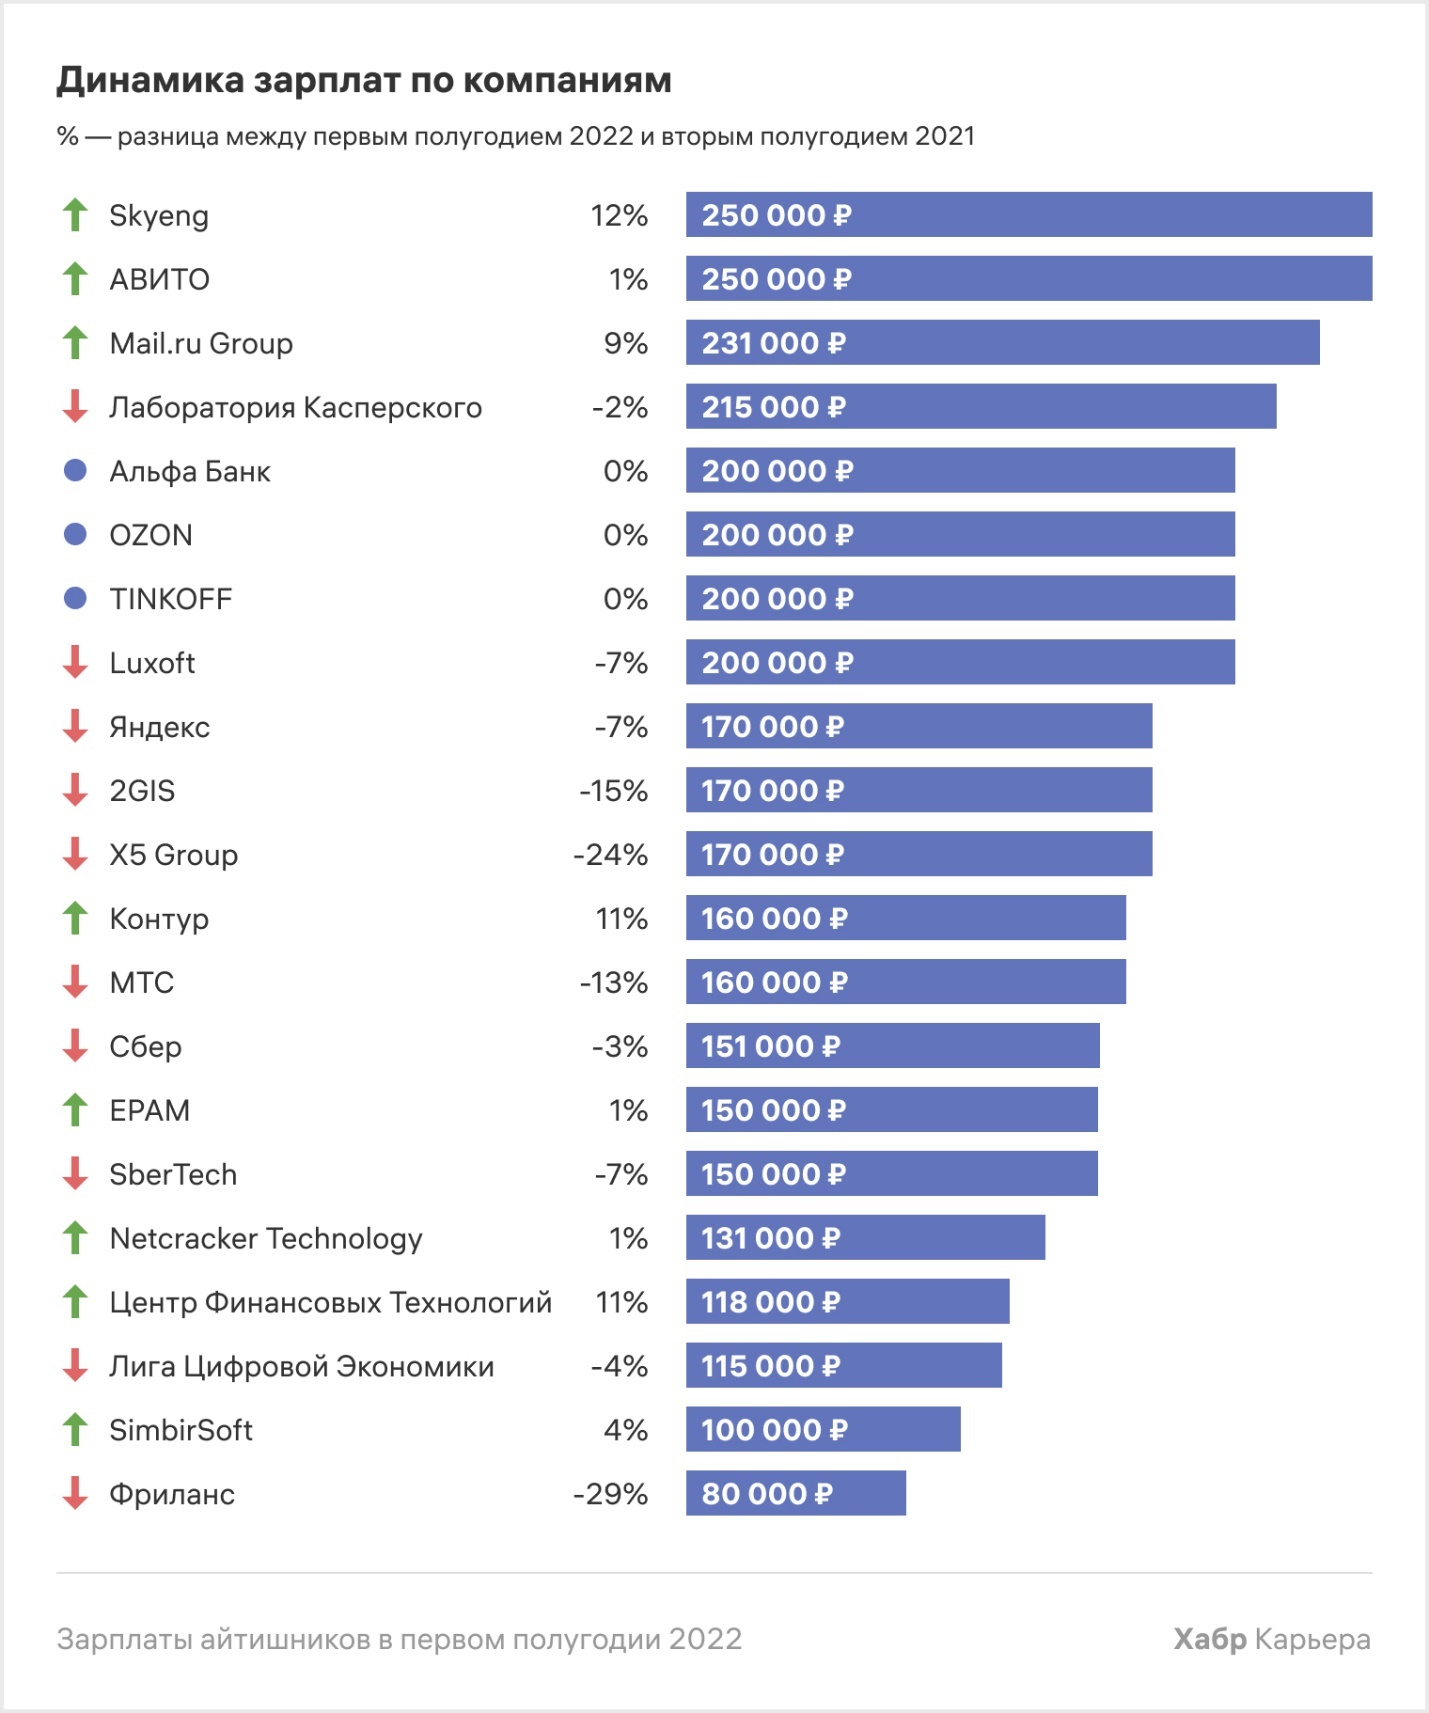 Динамика зарплат по компаниям
% — разница между первым полугодием 2022 и вторым полугодием 2021
Skyeng 12% 250 000 ₽
АВИТО 1% 250 000 ₽
Mail.ru Group 9% 231 000 ₽
Лаборатория Касперского -2% 215 000 ₽
Альфа Банк 0% 200 000 ₽
OZON 0% 200 000 ₽
TINKOFF 0% 200 000 ₽
Luxoft -7% 200 000 ₽
Яндекс -7% 170 000 ₽
2GIS -15% 170 000 ₽
X5 Group -24% 170 000 ₽
Контур 11% 160 000 ₽
МТС -13% 160 000 ₽
Сбер -3% 151 000 ₽
EPAM 1% 150 000 ₽
SberTech -7% 150 000 ₽
Netcracker Technology 1% 131 000 ₽
Центр Финансовых Технологий 11% 118 000 ₽
Лига Цифровой Экономики -4% 115 000 ₽
SimbirSoft 4% 100 000 ₽
Фриланс -29% 80 000 ₽
Зарплаты айтишников в первом полугодии 2022 Хабр Карьера